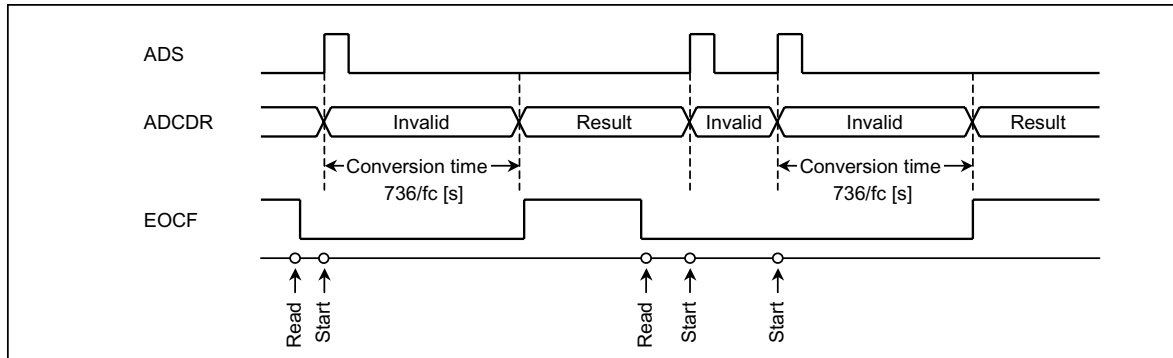 ADS
ADCDR
Invalid
Result
Invalid
Invalid
Result
Conversion time
736/fc [s]
Conversion time
736/fc [s]
EOCF
Read
Start
Read
Start
Start